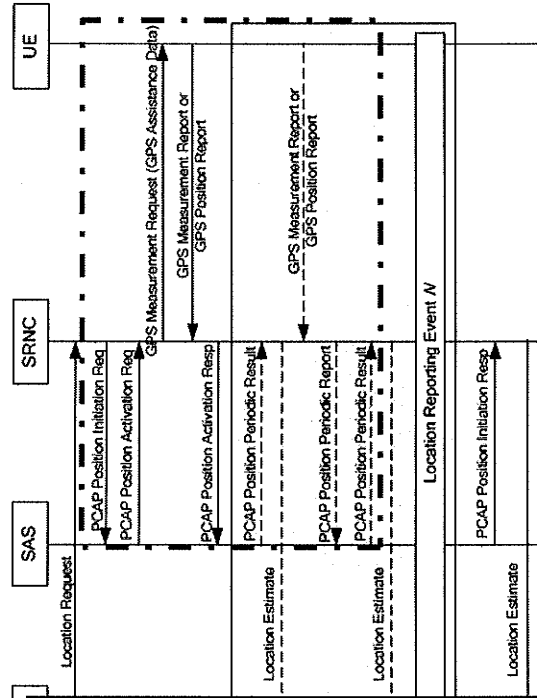 UE
SRNC
SAS
Location Request
PCAP Position Initiation Req
PCAP Position Activation Req
GPS Measurement Request (GPS Assistance Data)
GPS Measurement Report or
GPS Position Report
PCAP Position Activation Resp
PCAP Position Periodic Result
Location Estimate
GPS Measurement Report or
GPS Position Report
PCAP Position Periodic Report
PCAP Position Periodic Result
Location Estimate
Location Reporting Event N
PCAP Position Initiation Resp
Location Estimate